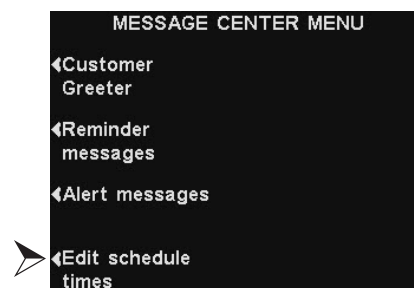 MESSAGE CENTER MENU
Customer
Greeter
Reminder
messages
Alert messages
Edit schedule
times